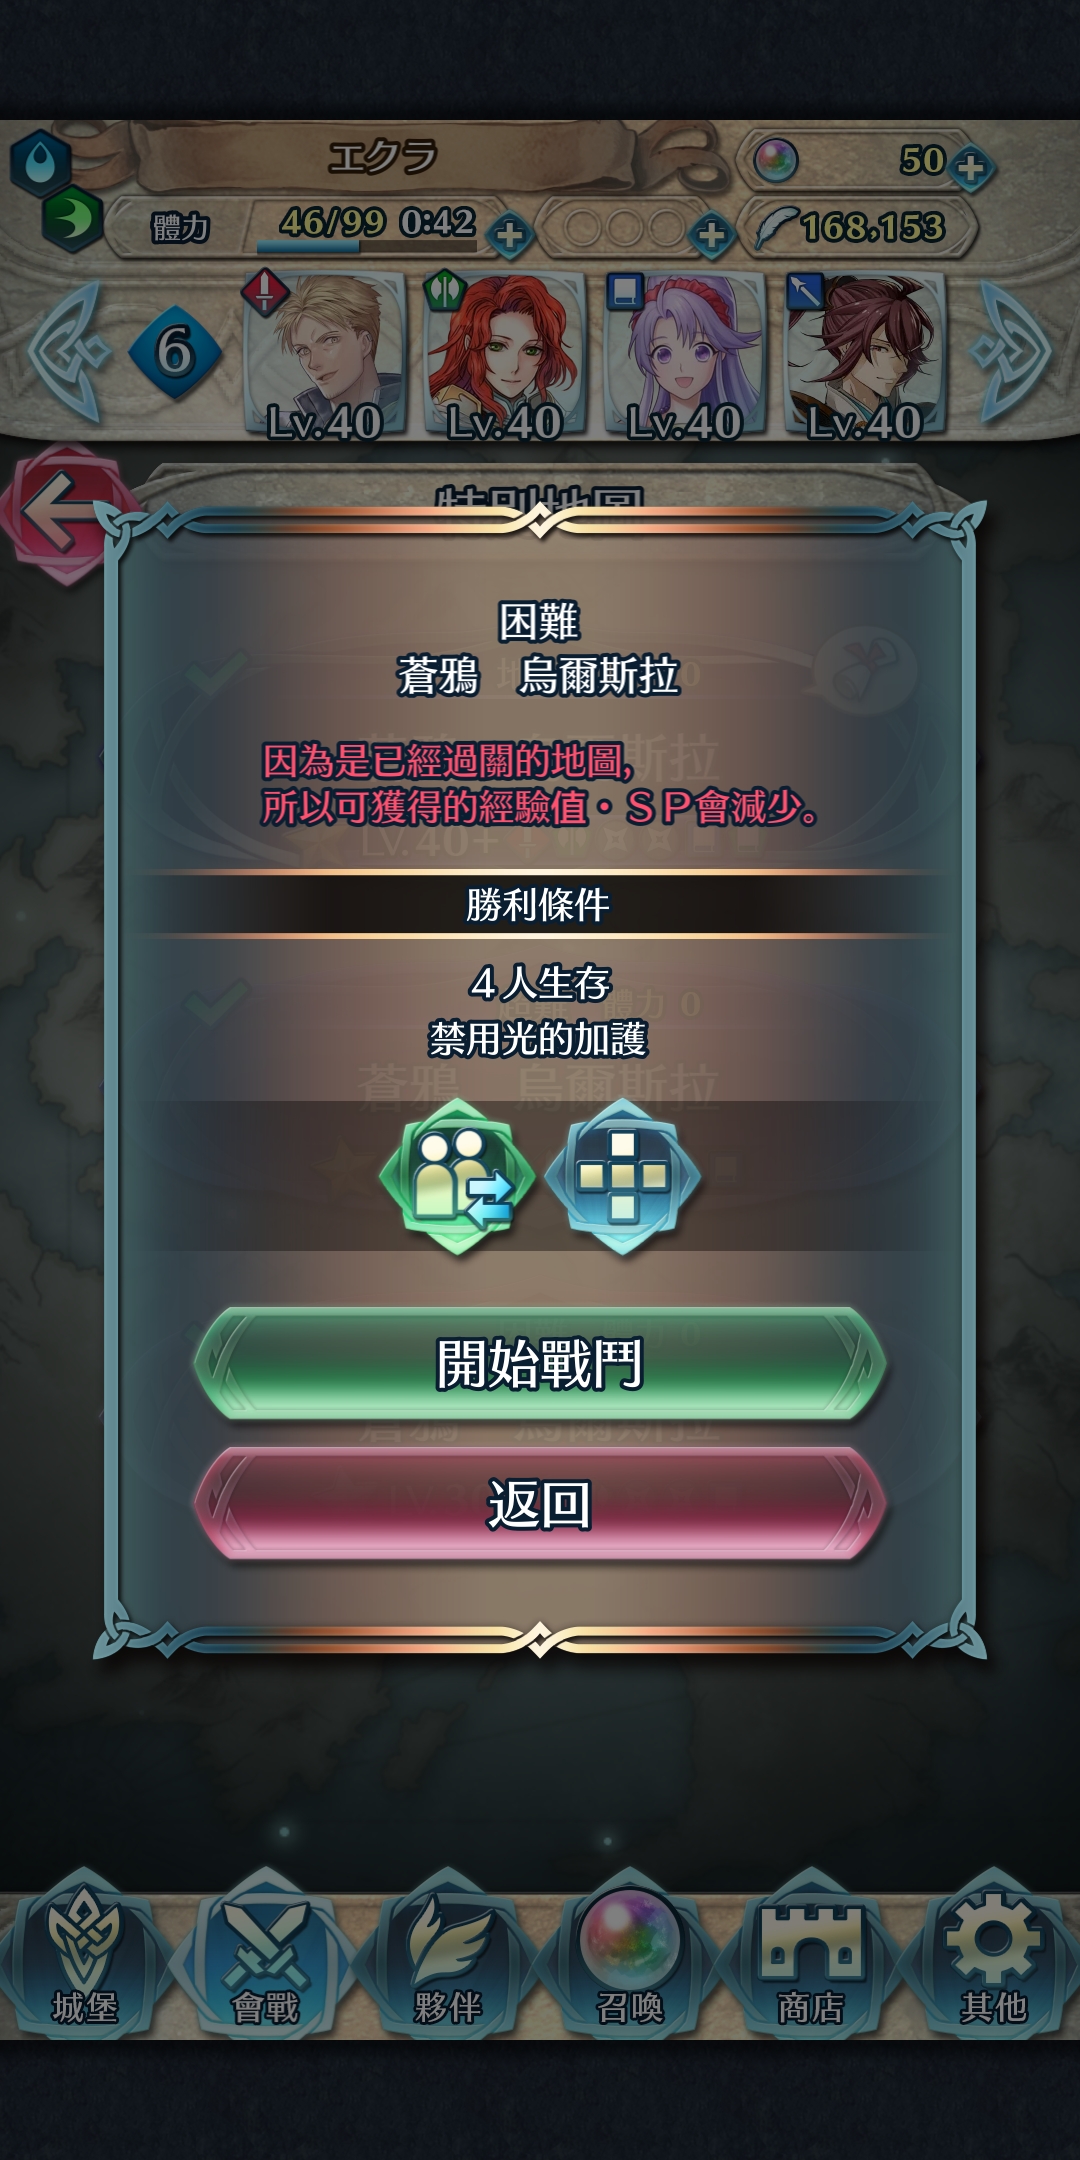 エクラ
50
體力 46/99 0:42
168,153
6
Lv.40 Lv.40 Lv.40 Lv.40
特別地圖
困難
蒼鴉 烏爾斯拉
因為是已經過關的地圖,
所以可獲得的經驗值・ＳＰ會減少。
勝利條件
４人生存
禁用光的加護
開始戰鬥
返回
城堡 會戰 夥伴 召喚 商店 其他